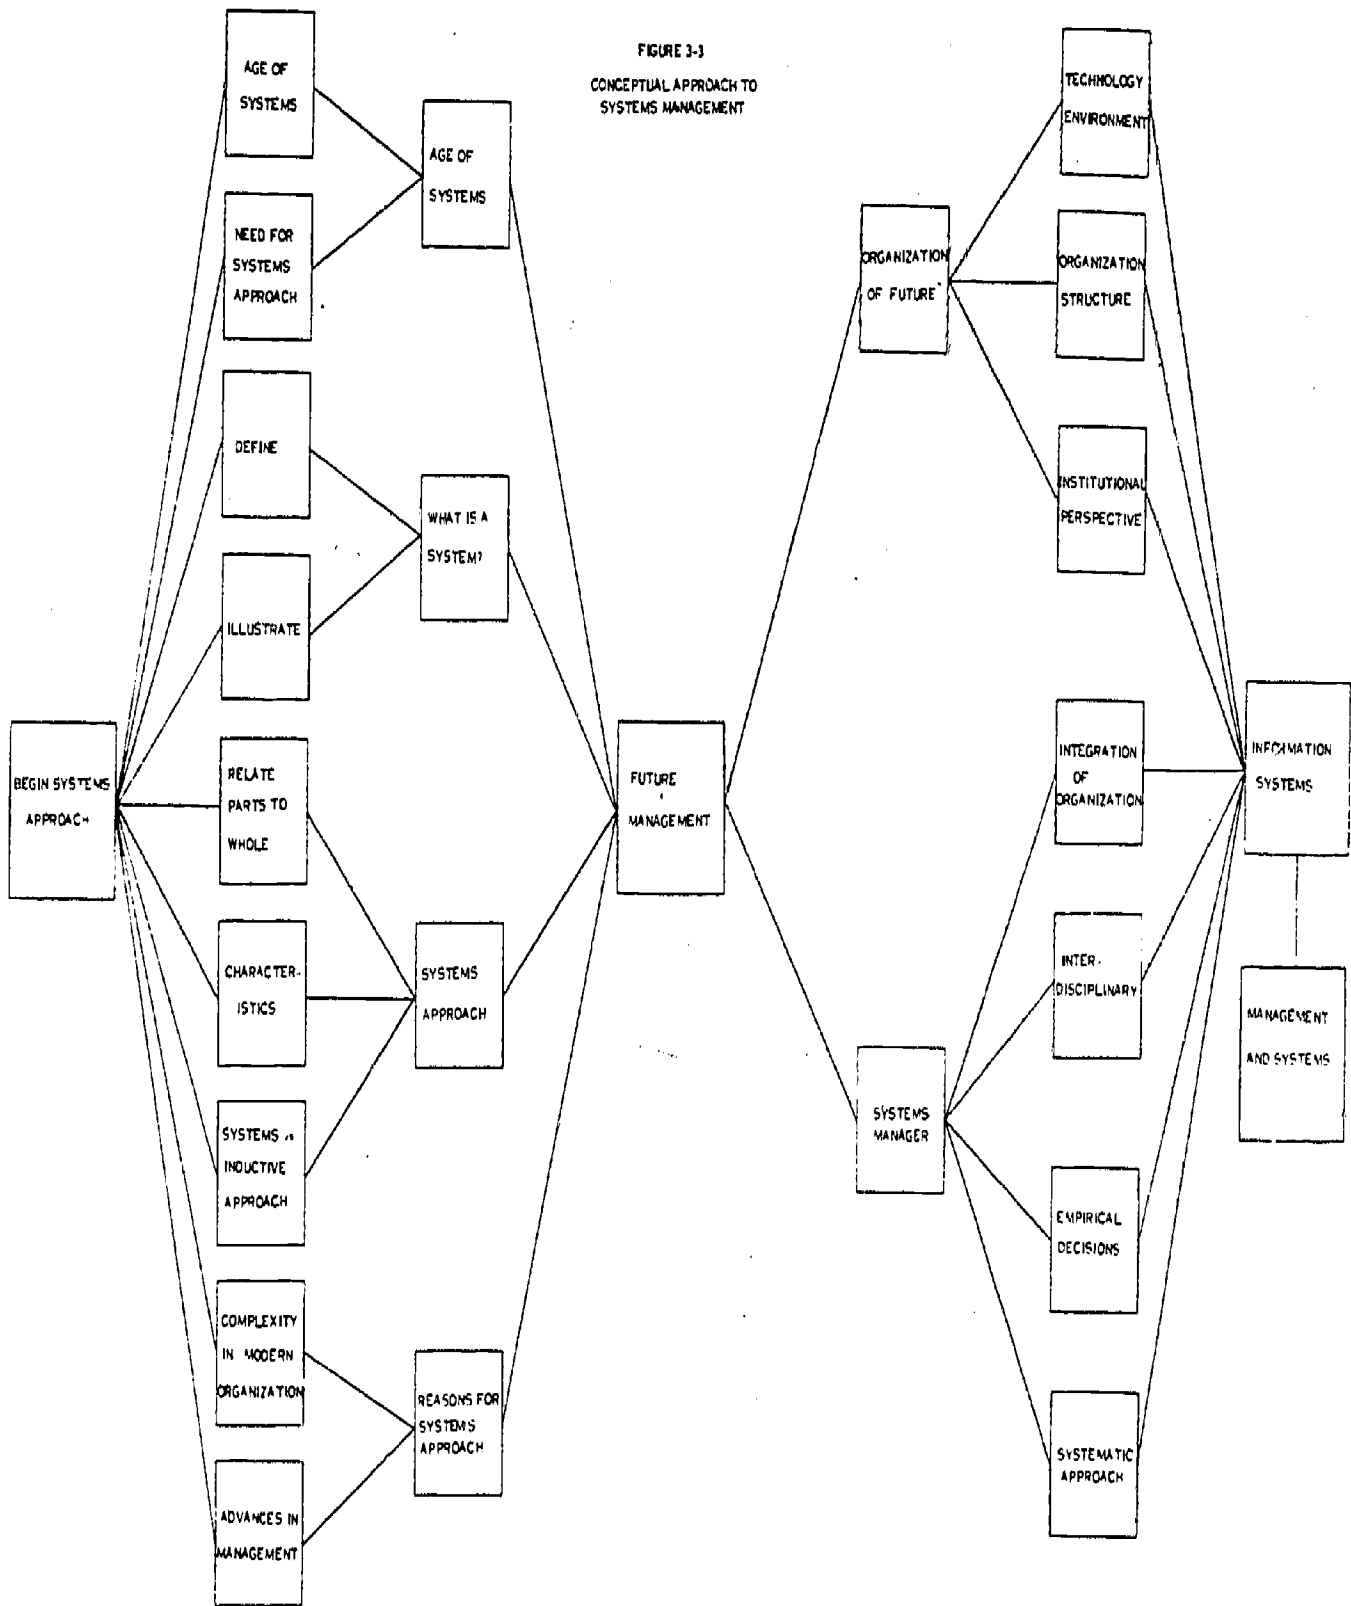 FIGURE 3-3
CONCEPTUAL APPROACH TO
SYSTEMS MANAGEMENT
AGE OF
SYSTEMS
NEED FOR
SYSTEMS
APPROACH
DEFINE
ILLUSTRATE
BEGIN SYSTEMS
APPROACH
RELATE
PARTS TO
WHOLE
CHARACTER-
ISTICS
SYSTEMS
INDUCTIVE
APPROACH
COMPLEXITY
IN MODERN
ORGANIZATION
ADVANCES IN
MANAGEMENT
AGE OF
SYSTEMS
WHAT IS A
SYSTEM?
SYSTEMS
APPROACH
REASONS FOR
SYSTEMS
APPROACH
FUTURE
MANAGEMENT
ORGANIZATION
OF FUTURE
SYSTEMS
MANAGER
TECHNOLOGY
ENVIRONMENT
ORGANIZATION
STRUCTURE
INSTITUTIONAL
PERSPECTIVE
INTEGRATION
OF
ORGANIZATION
INTER-
DISCIPLINARY
EMPIRICAL
DECISIONS
SYSTEMATIC
APPROACH
INFORMATION
SYSTEMS
MANAGEMENT
AND SYSTEMS